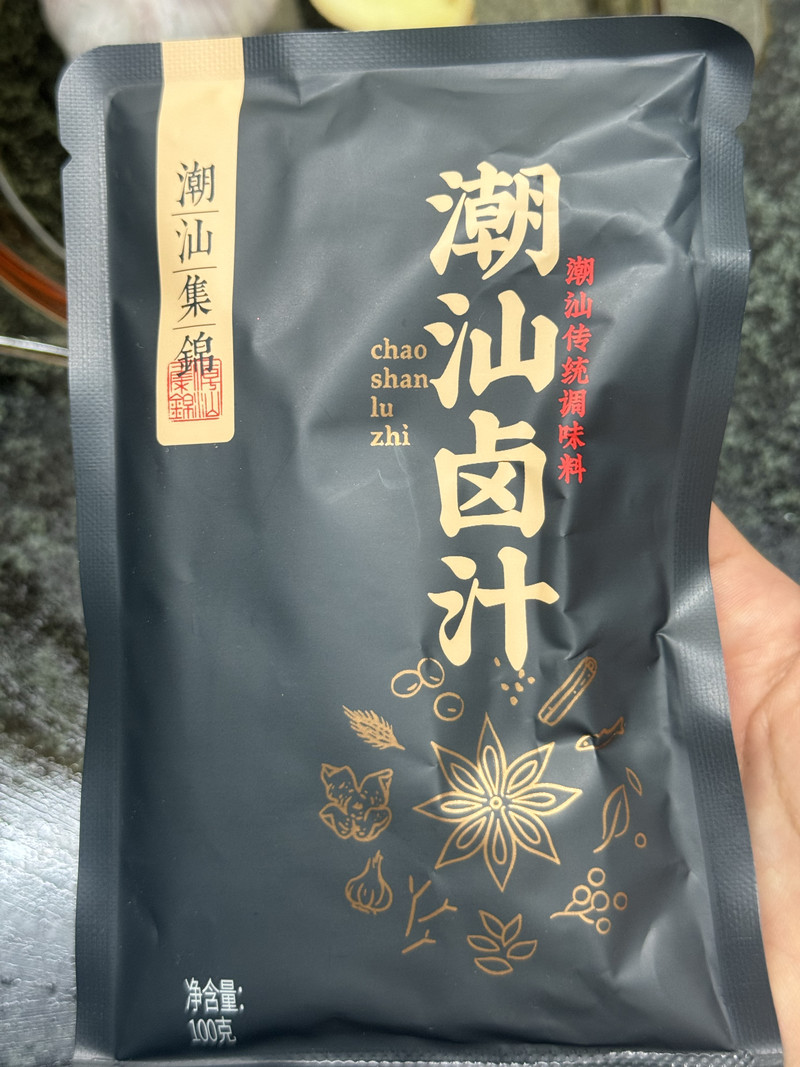 潮汕集錦
潮汕卤汁
潮汕传统调味料
chao
shan
lu
zhi
净含量:
100克